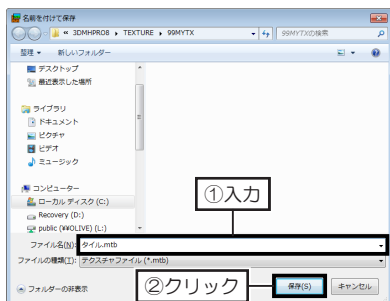 名前を付けて保存
« 3DMHPRO8 ▸ TEXTURE ▸ 99MYTX
99MYTXの検索
整理 ▼ 新しいフォルダー
デスクトップ
最近表示した場所
ライブラリ
ドキュメント
ピクチャ
ビデオ
ミュージック
コンピューター
ローカル ディスク (C:)
Recovery (D:)
public (¥¥OLIVE) (L:)
①入力
ファイル名(N): タイル.mtb
ファイルの種類(T): テクスチャファイル (*.mtb)
フォルダーの非表示
②クリック
保存(S)
キャンセル